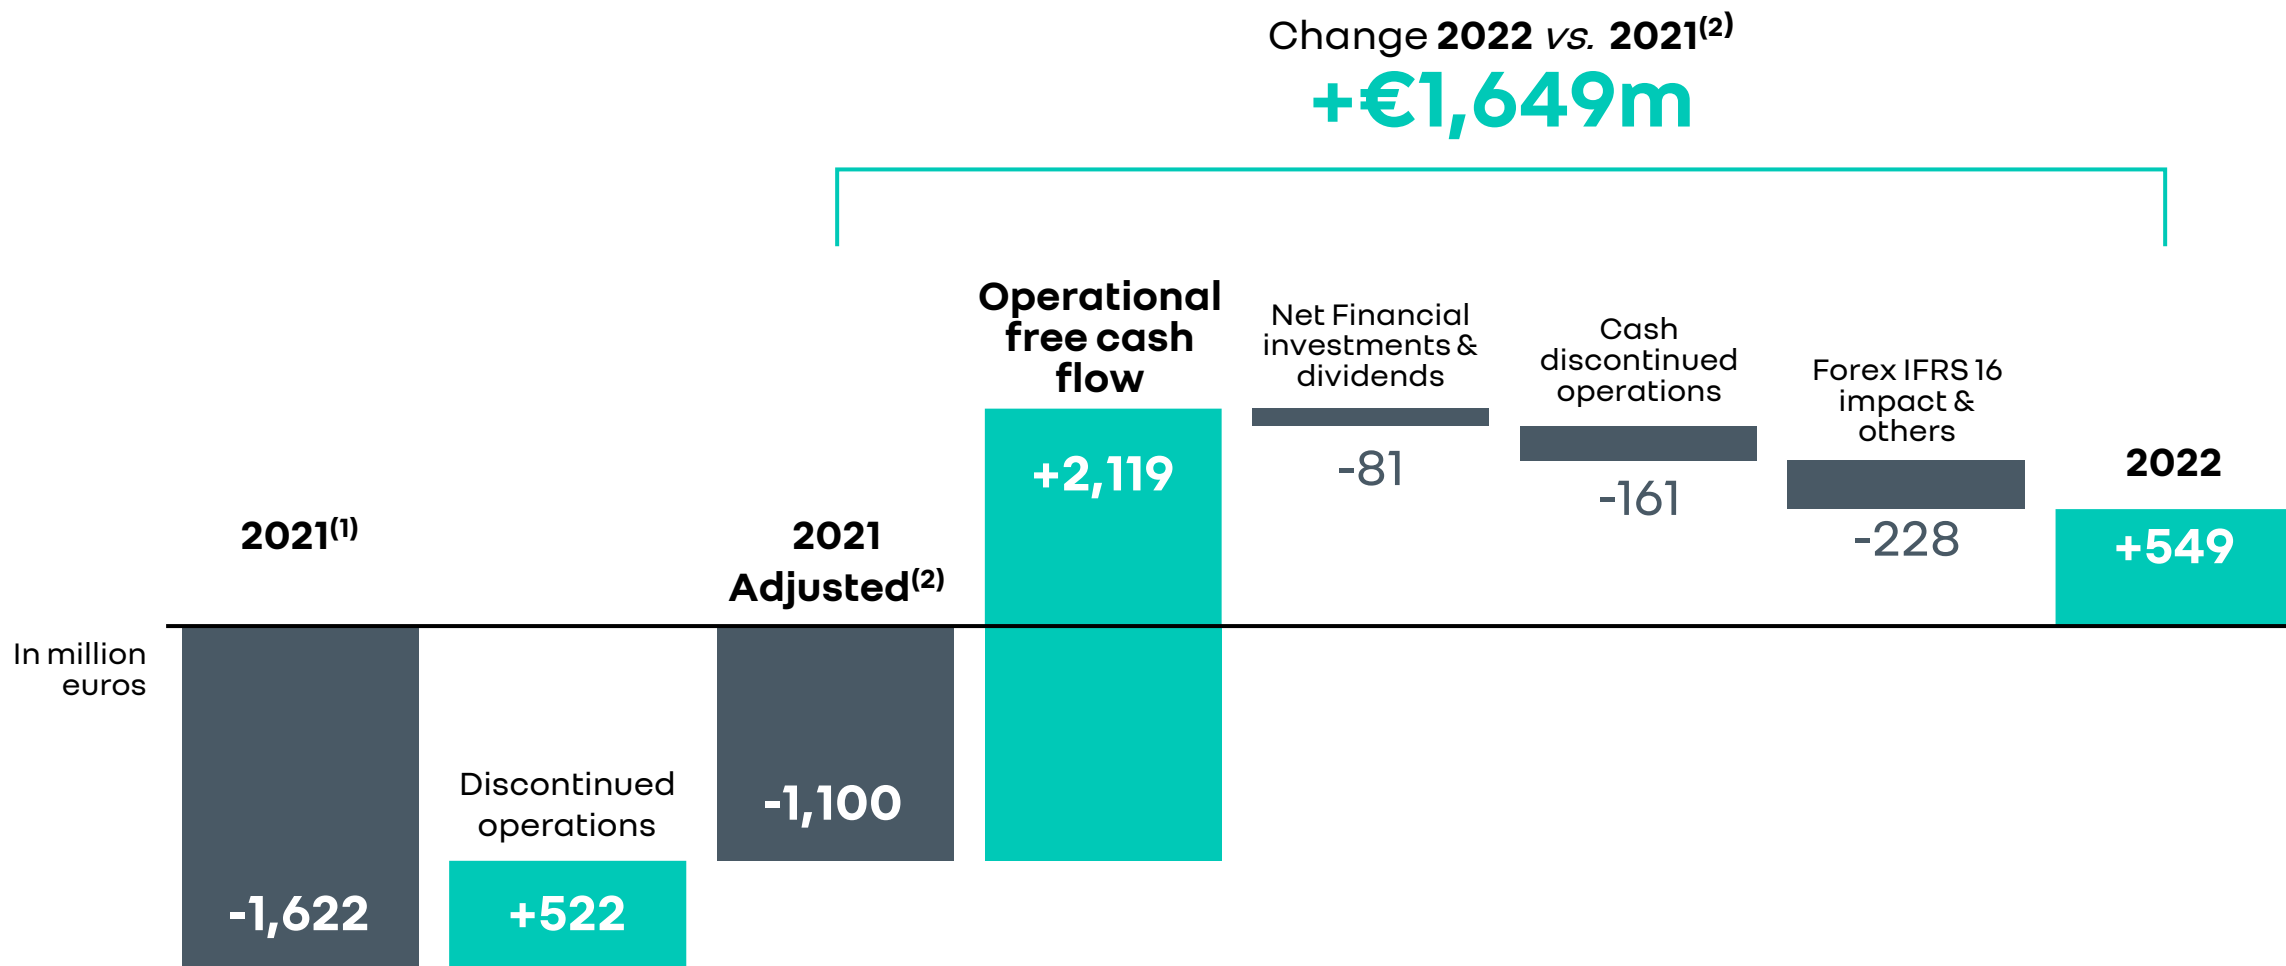 Change 2022 vs. 2021(2)
+€1,649m
Operational
free cash
flow
+2,119
Net Financial
investments &
dividends
-81
Cash
discontinued
operations
-161
Forex IFRS 16
impact &
others
-228
2022
+549
2021(1)
-1,622
2021
Adjusted(2)
-1,100
In million
euros
Discontinued
operations
+522